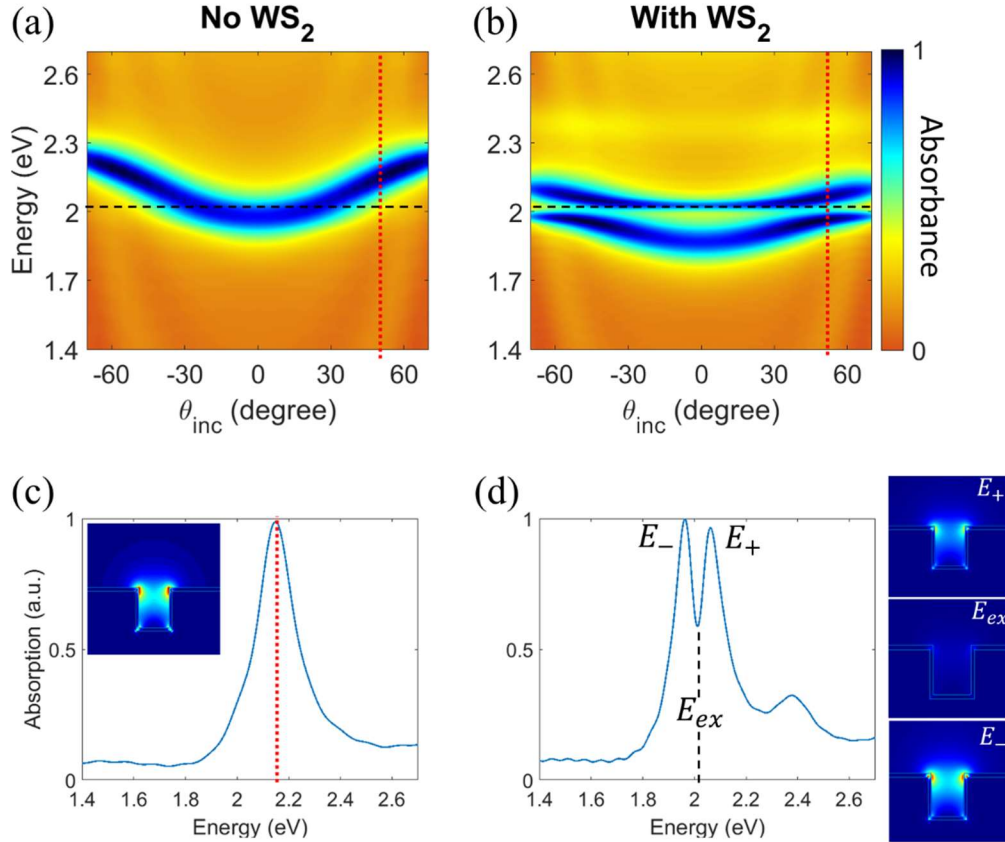 (a)
No WS2
(b)
With WS2
Energy (eV)
2.6
2.3
2
1.7
1.4
-60
-30
0
30
60
θinc (degree)
2.6
2.3
2
1.7
1.4
-60
-30
0
30
60
θinc (degree)
1
0
Absorbance
(c)
Absorption (a.u.)
1
0.5
0
1.4
1.6
1.8
2
2.2
2.4
2.6
Energy (eV)
(d)
1
0.5
0
E−
E+
Eex
1.4
1.6
1.8
2
2.2
2.4
2.6
Energy (eV)
E+
Eex
E−